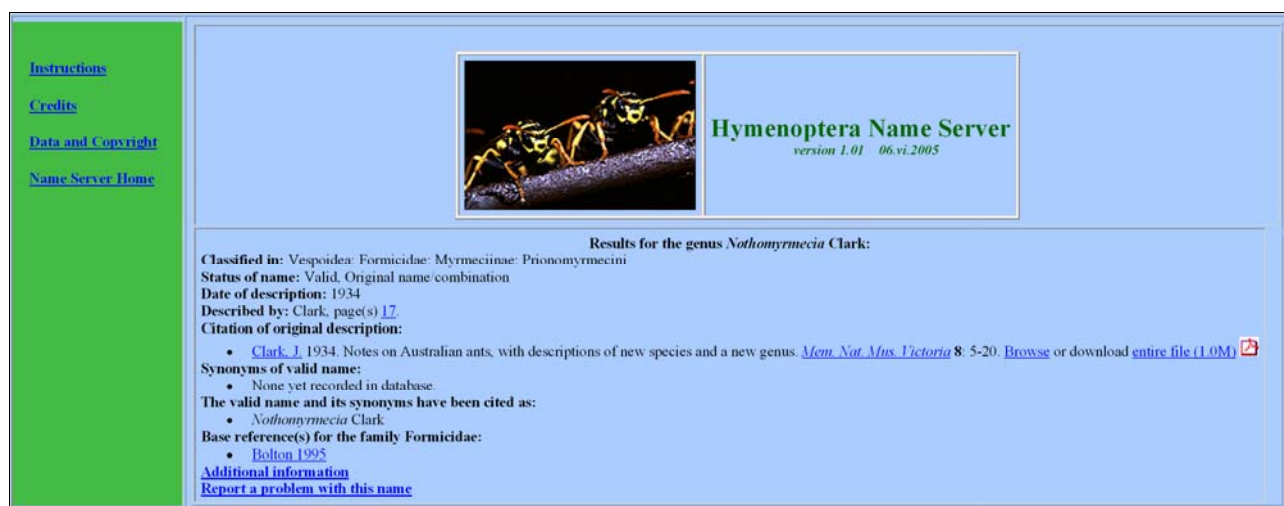 Instructions
Credits
Data and Copyright
Name Server Home
Hymenoptera Name Server
version 1.01 06.vi.2005
Results for the genus Nothomyrmecia Clark:
Classified in: Vespoidea: Formicidae: Myrmeciinae: Prionomyrmecini
Status of name: Valid, Original name/combination
Date of description: 1934
Described by: Clark, page(s) 17.
Citation of original description:
• Clark, J. 1934. Notes on Australian ants, with descriptions of new species and a new genus. Mem. Nat. Mus. Victoria 8: 5-20. Browse or download entire file (1.0M)
Synonyms of valid name:
• None yet recorded in database.
The valid name and its synonyms have been cited as:
• Nothomyrmecia Clark
Base reference(s) for the family Formicidae:
• Bolton 1995
Additional information
Report a problem with this name